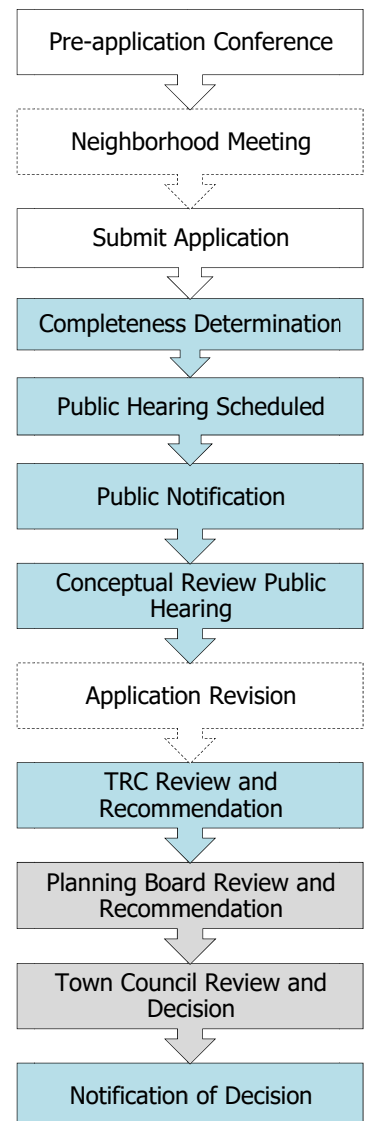 Pre-application Conference
Neighborhood Meeting
Submit Application
Completeness Determination
Public Hearing Scheduled
Public Notification
Conceptual Review Public
Hearing
Application Revision
TRC Review and
Recommendation
Planning Board Review and
Recommendation
Town Council Review and
Decision
Notification of Decision